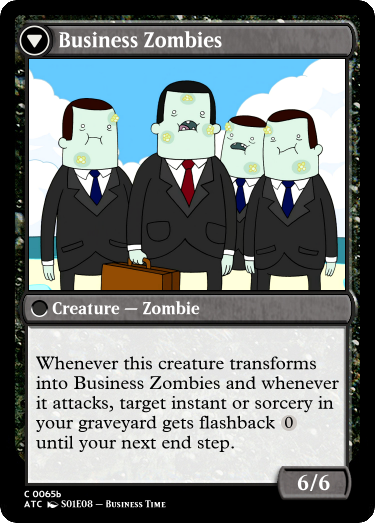 Business Zombies
Creature — Zombie
Whenever this creature transforms
into Business Zombies and whenever
it attacks, target instant or sorcery in
your graveyard gets flashback 0
until your next end step.
6/6
C 0065b
ATC S01E08 — Business Time